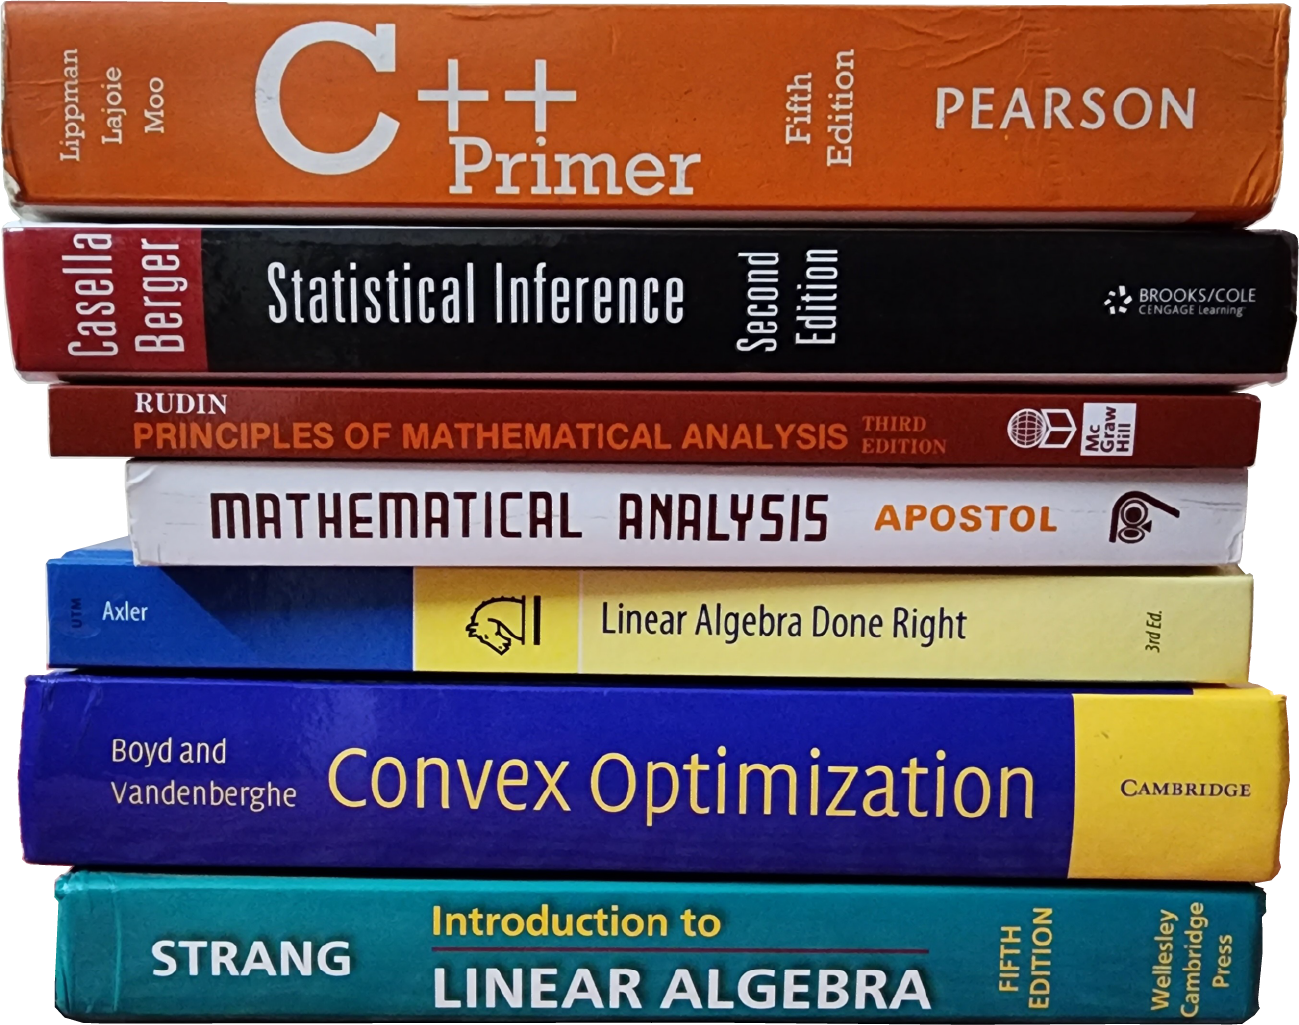 Lippman
Lajoie
Moo
C++
Primer
Fifth
Edition
PEARSON
Casella
Berger
Statistical Inference
Second
Edition
BROOKS/COLE
CENGAGE Learning
RUDIN
PRINCIPLES OF MATHEMATICAL ANALYSIS
THIRD
EDITION
Mc
Graw
Hill
MATHEMATICAL ANALYSIS
APOSTOL
UTM
Axler
Linear Algebra Done Right
3rd Ed.
Boyd and
Vandenberghe
Convex Optimization
CAMBRIDGE
STRANG
Introduction to
LINEAR ALGEBRA
FIFTH
EDITION
Wellesley
Cambridge
Press